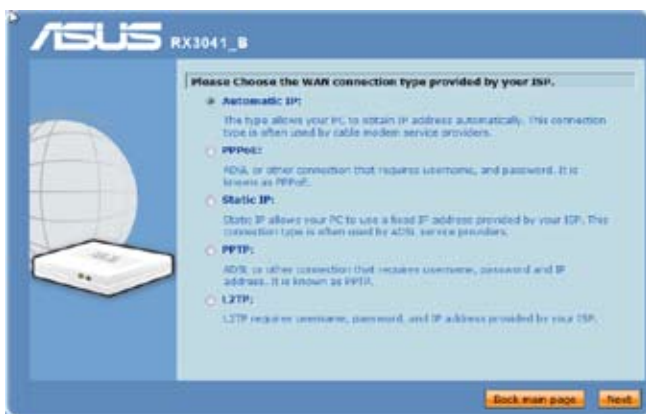 ASUS RX3041_B
Please Choose the WAN connection type provided by your ISP.
Automatic IP:
The type allows your PC to obtain IP address automatically. This connection
type is often used by cable modem service providers.
PPPoE:
ADSL or other connection that requires username, and password. It is
known as PPPoE.
Static IP:
Static IP allows your PC to use a fixed IP address provided by your ISP. This
connection type is often used by ADSL service providers.
PPTP:
ADSL or other connection that requires username, password and IP
address. It is known as PPTP.
L2TP:
L2TP requires username, password, and IP address provided by your ISP.
Back main page Next